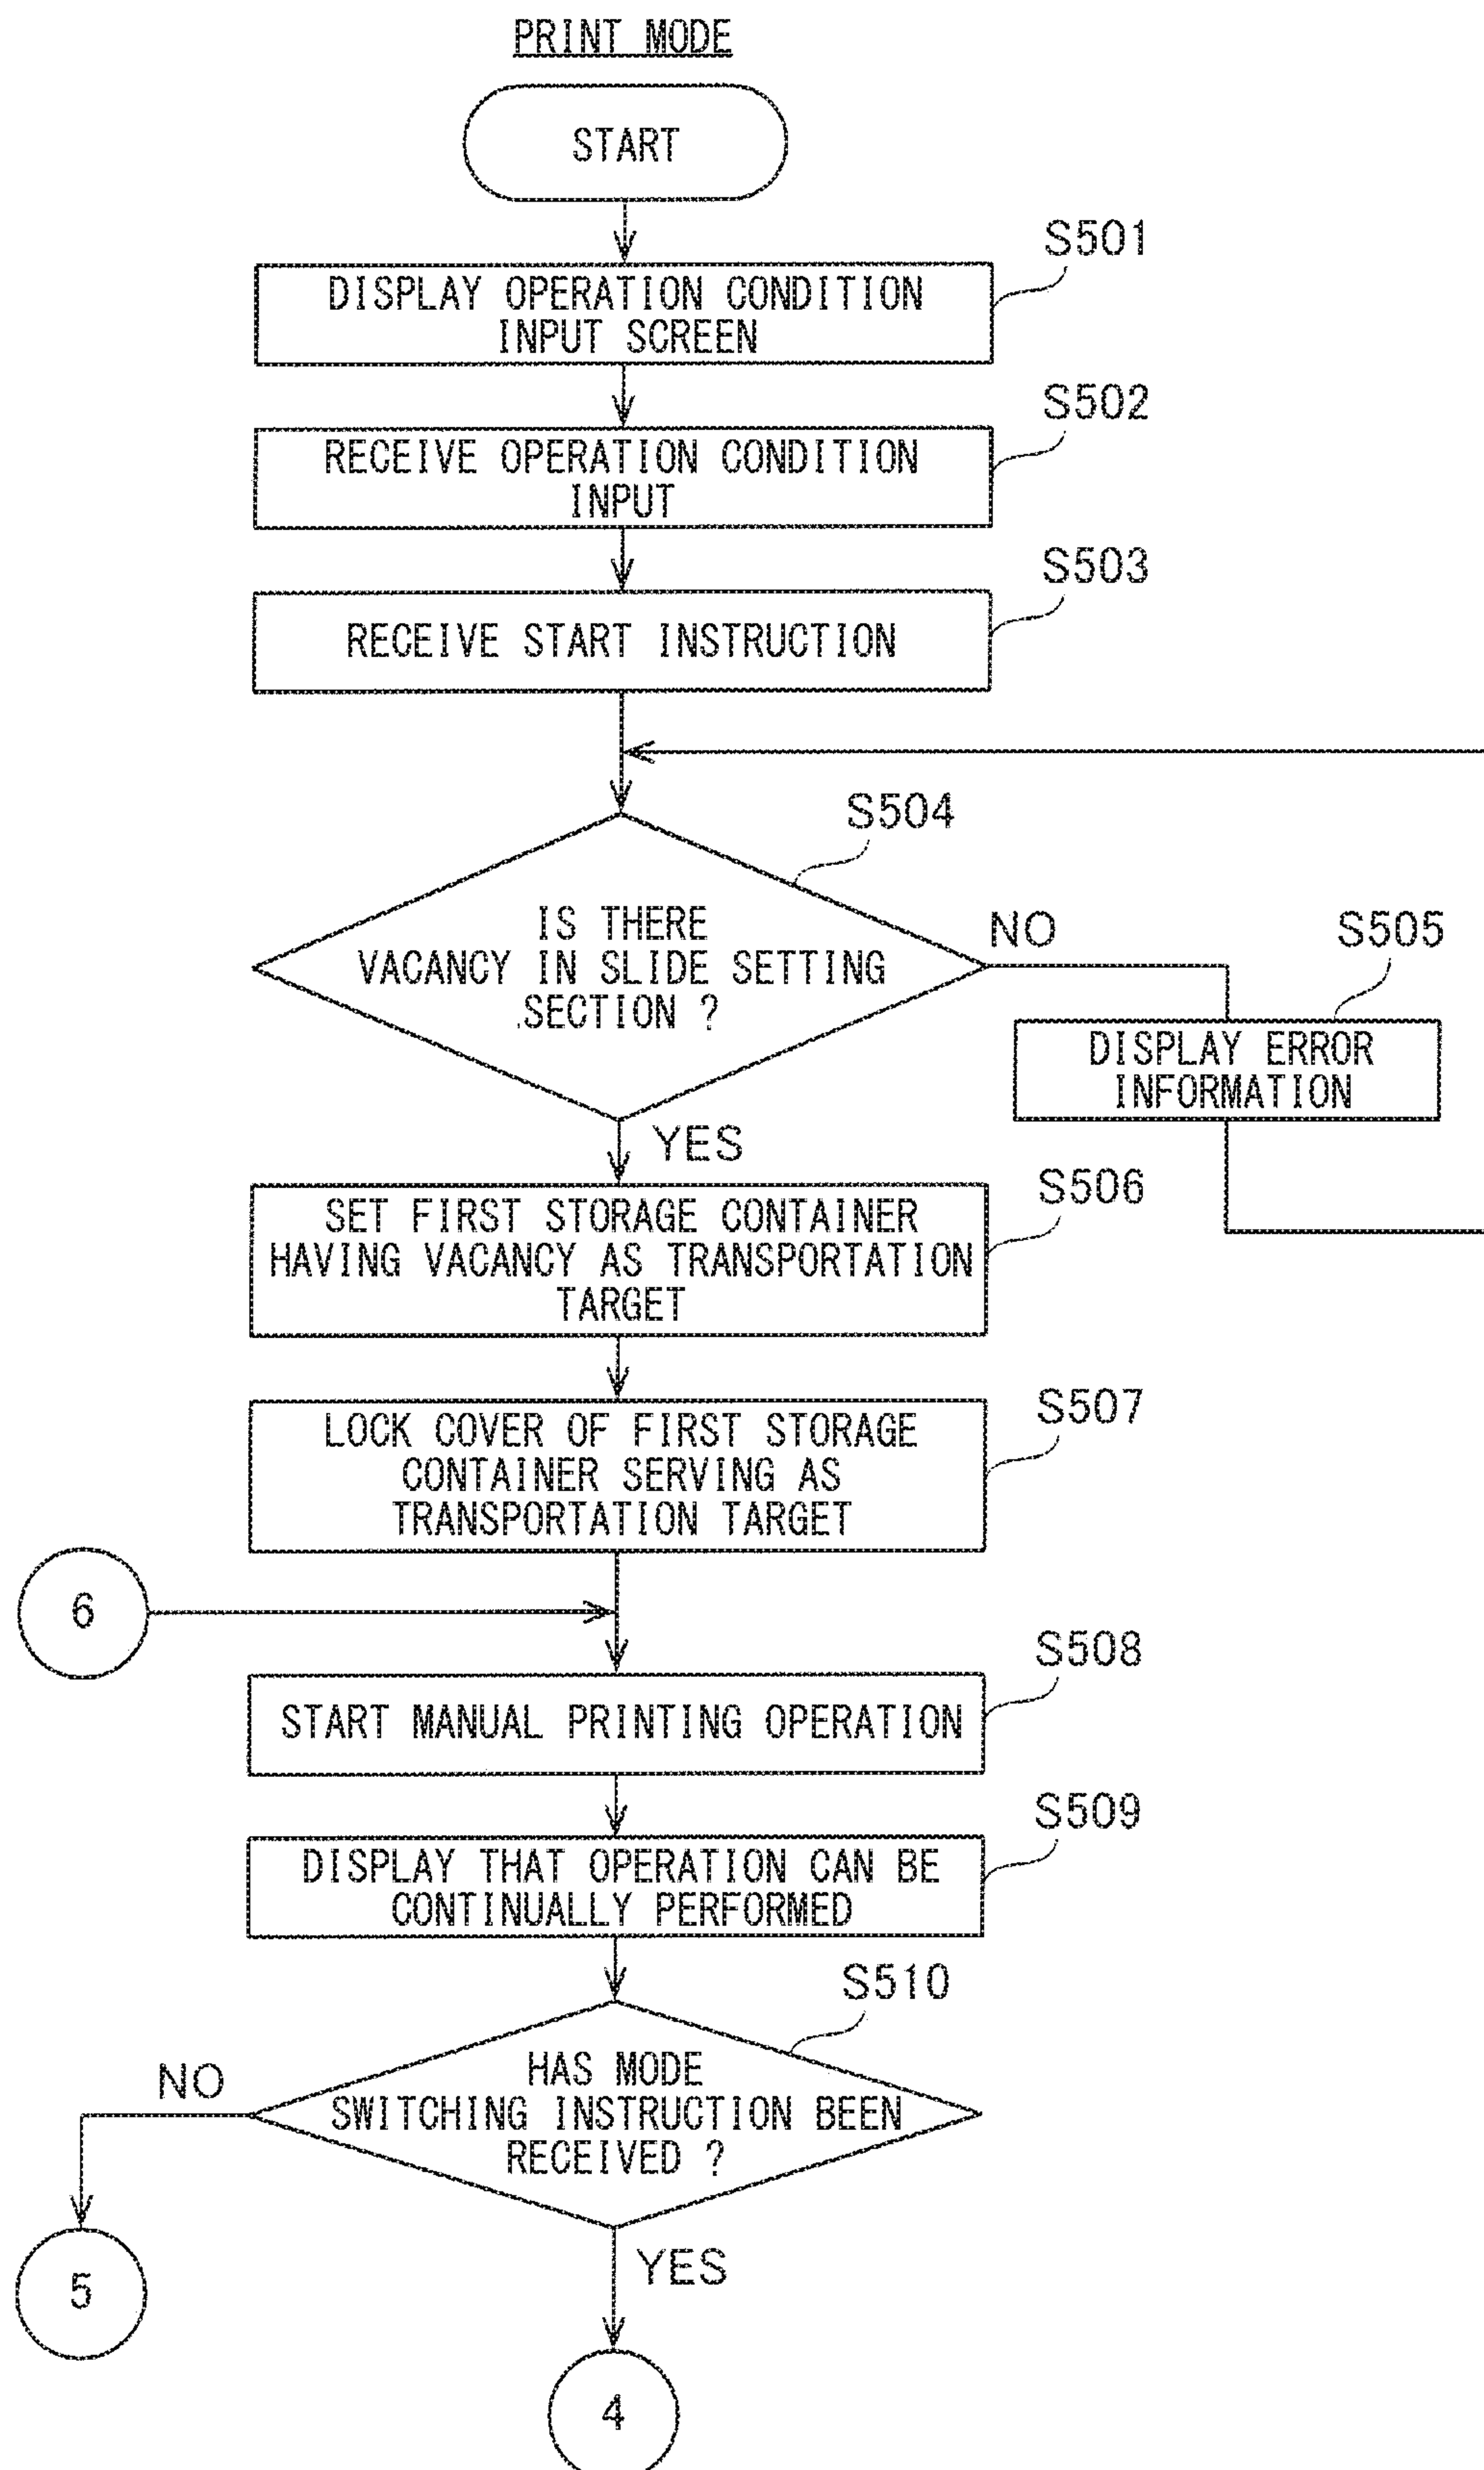 PRINT MODE
START
S501
DISPLAY OPERATION CONDITION
INPUT SCREEN
S502
RECEIVE OPERATION CONDITION
INPUT
S503
RECEIVE START INSTRUCTION
S504
IS THERE
VACANCY IN SLIDE SETTING
SECTION ?
NO
S505
DISPLAY ERROR
INFORMATION
YES
S506
SET FIRST STORAGE CONTAINER
HAVING VACANCY AS TRANSPORTATION
TARGET
S507
LOCK COVER OF FIRST STORAGE
CONTAINER SERVING AS
TRANSPORTATION TARGET
6
S508
START MANUAL PRINTING OPERATION
S509
DISPLAY THAT OPERATION CAN BE
CONTINUALLY PERFORMED
S510
HAS MODE
SWITCHING INSTRUCTION BEEN
RECEIVED ?
NO
5
YES
4